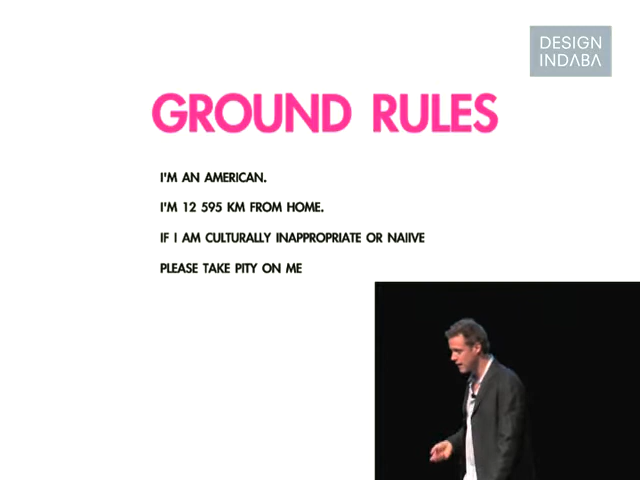 DESIGN
INDABA
GROUND RULES
I'M AN AMERICAN.
I'M 12 595 KM FROM HOME.
IF I AM CULTURALLY INAPPROPRIATE OR NAIIVE
PLEASE TAKE PITY ON ME